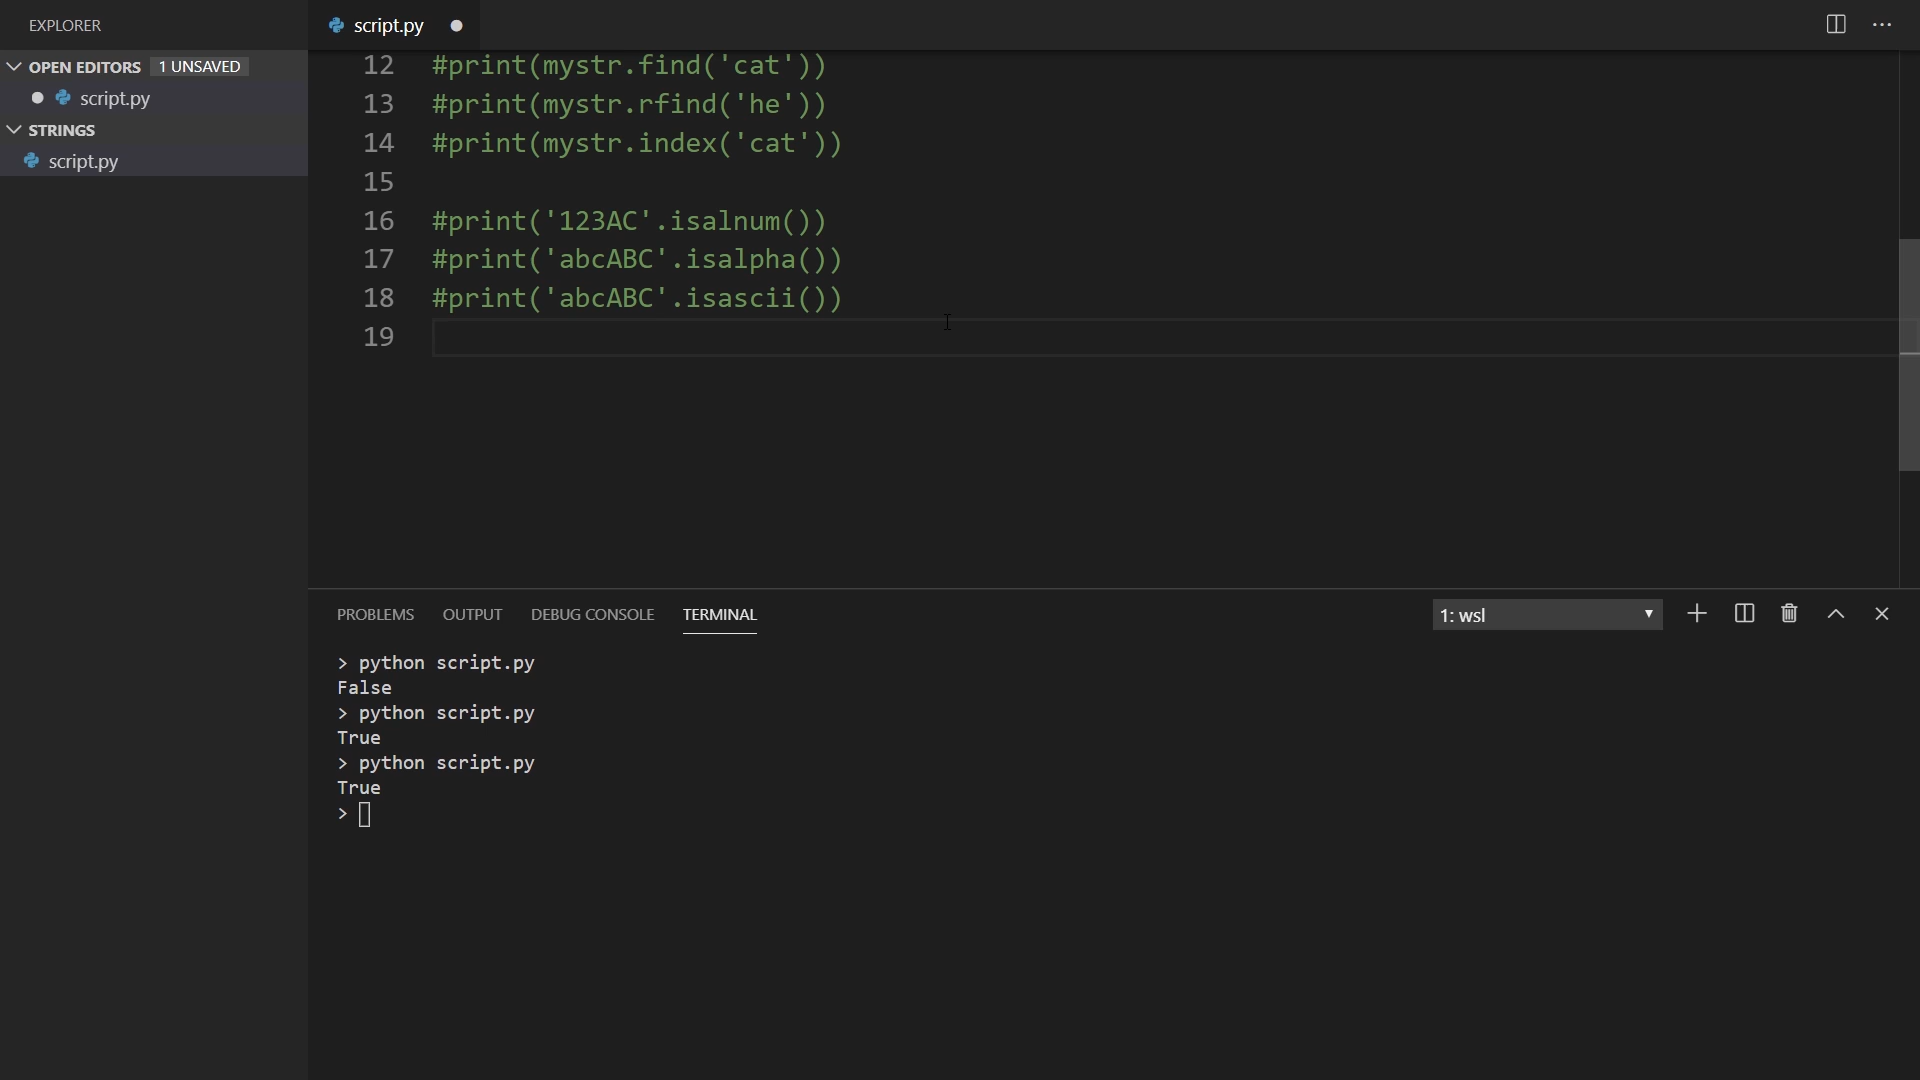 EXPLORER
OPEN EDITORS 1 UNSAVED
script.py
STRINGS
script.py
script.py
12 #print(mystr.find('cat'))
13 #print(mystr.rfind('he'))
14 #print(mystr.index('cat'))
15
16 #print('123AC'.isalnum())
17 #print('abcABC'.isalpha())
18 #print('abcABC'.isascii())
19
PROBLEMS OUTPUT DEBUG CONSOLE TERMINAL 1: wsl
> python script.py
False
> python script.py
True
> python script.py
True
>